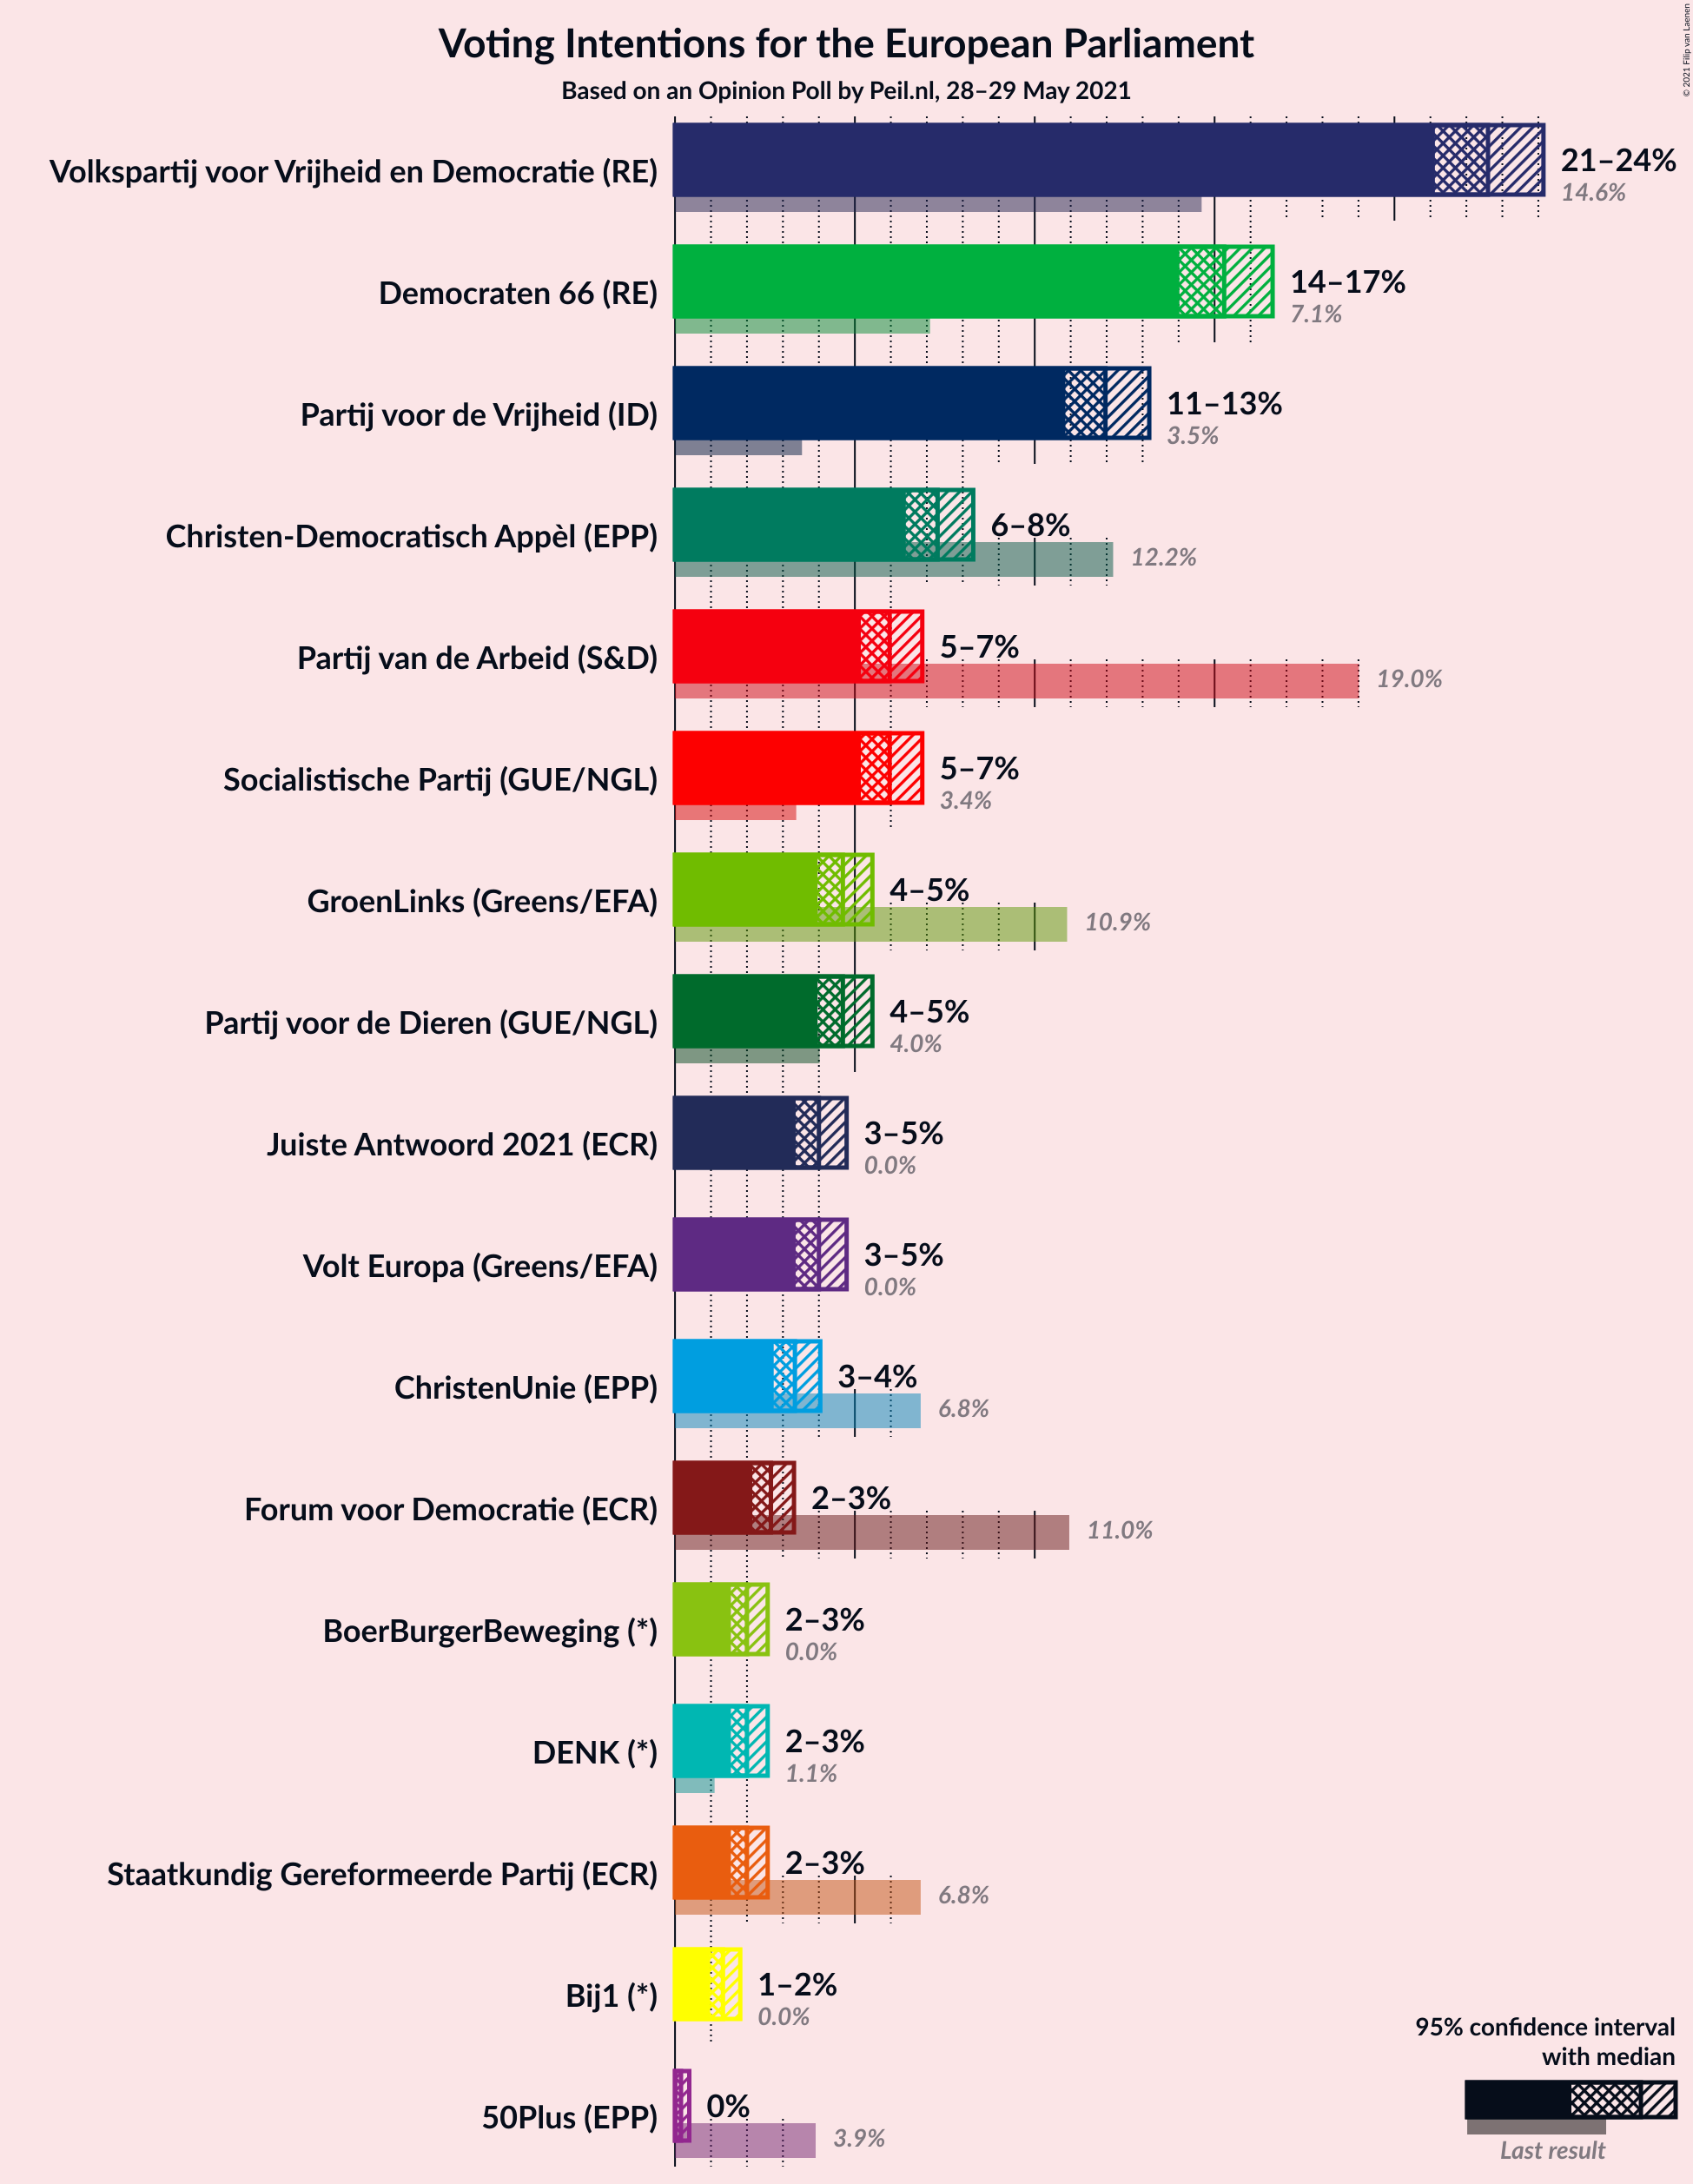 Voting Intentions for the European Parliament
Based on an Opinion Poll by Peil.nl, 28–29 May 2021
© 2021 Filip van Laenen
Volkspartij voor Vrijheid en Democratie (RE)
21–24%
14.6%
Democraten 66 (RE)
14–17%
7.1%
Partij voor de Vrijheid (ID)
11–13%
3.5%
Christen-Democratisch Appèl (EPP)
6–8%
12.2%
Partij van de Arbeid (S&D)
5–7%
19.0%
Socialistische Partij (GUE/NGL)
5–7%
3.4%
GroenLinks (Greens/EFA)
4–5%
10.9%
Partij voor de Dieren (GUE/NGL)
4–5%
4.0%
Juiste Antwoord 2021 (ECR)
3–5%
0.0%
Volt Europa (Greens/EFA)
3–5%
0.0%
ChristenUnie (EPP)
3–4%
6.8%
Forum voor Democratie (ECR)
2–3%
11.0%
BoerBurgerBeweging (*)
2–3%
0.0%
DENK (*)
2–3%
1.1%
Staatkundig Gereformeerde Partij (ECR)
2–3%
6.8%
Bij1 (*)
1–2%
0.0%
50Plus (EPP)
0%
3.9%
95% confidence interval
with median
Last result